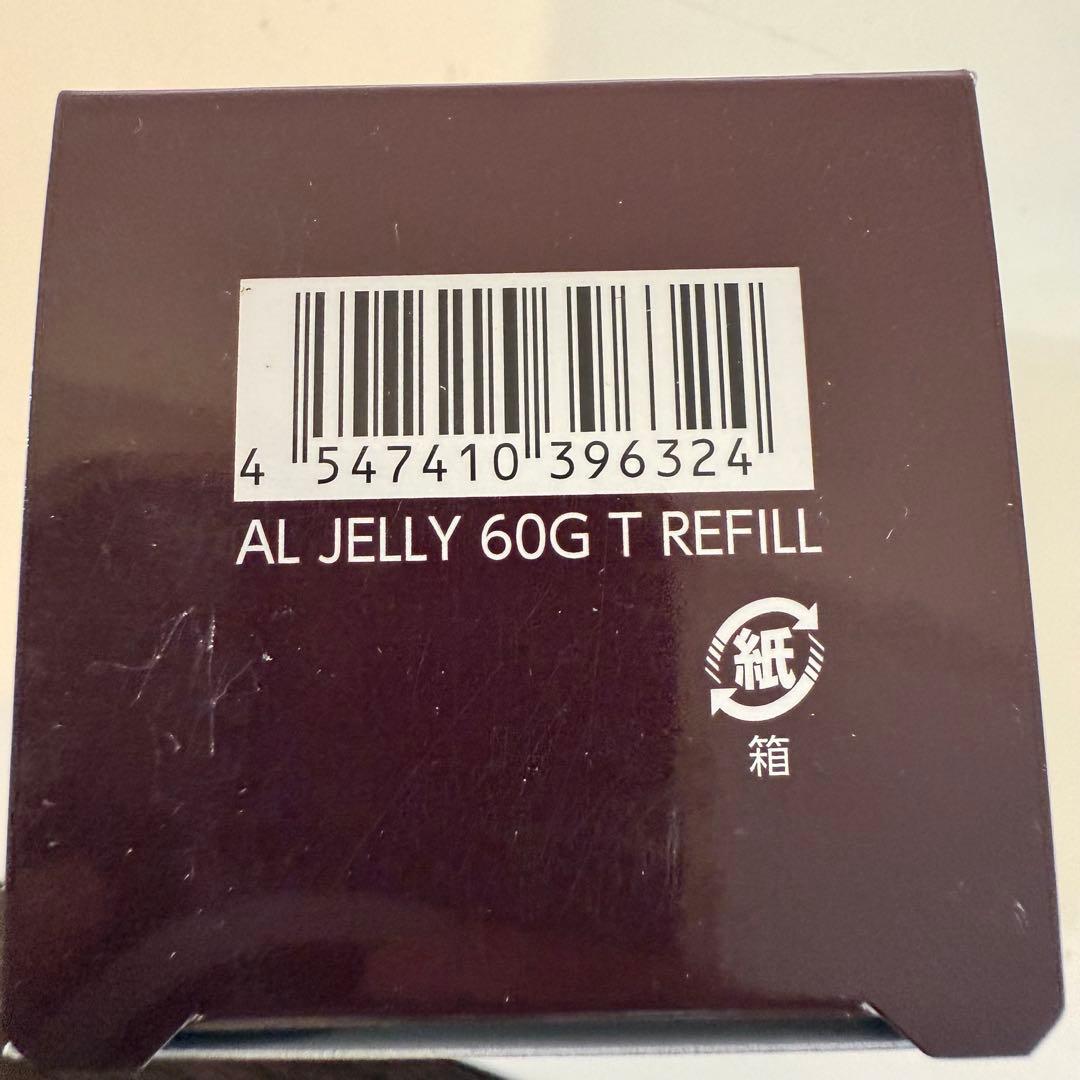 4 547410 396324
AL JELLY 60G T REFILL
紙
箱